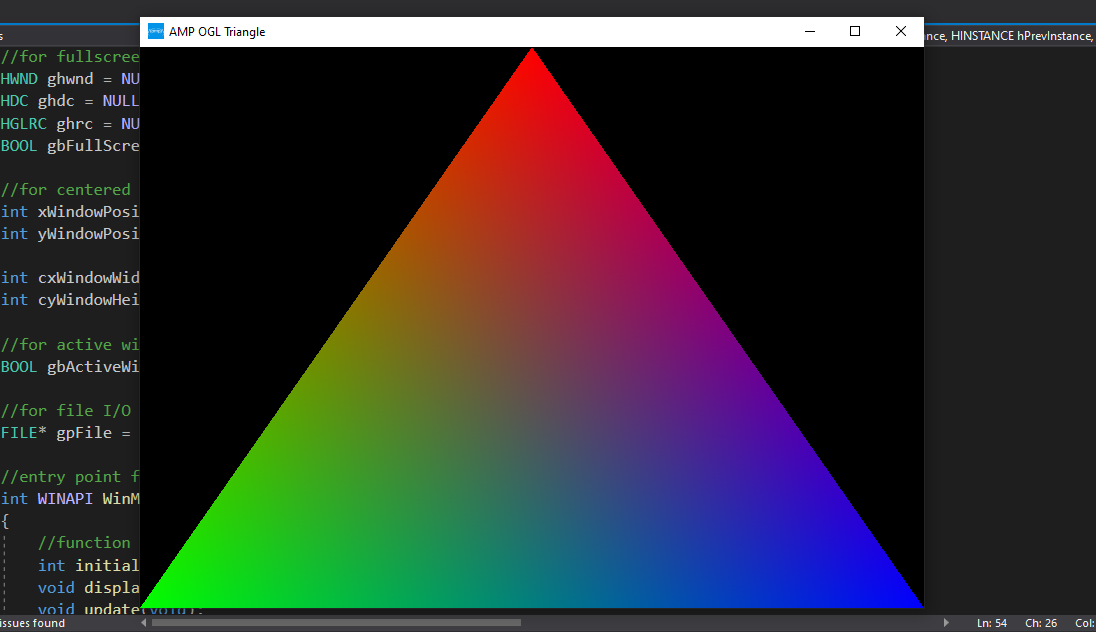 AMP OGL Triangle
s
nce, HINSTANCE hPrevInstance,
//for fullscree
HWND ghwnd = NU
HDC ghdc = NULL
HGLRC ghrc = NU
BOOL gbFullScre
//for centered
int xWindowPosi
int yWindowPosi
int cxWindowWid
int cyWindowHei
//for active wi
BOOL gbActiveWi
//for file I/O
FILE* gpFile =
//entry point f
int WINAPI WinM
{
//function
int initial
void displa
void update(void);
issues found
Ln: 54 Ch: 26 Col: